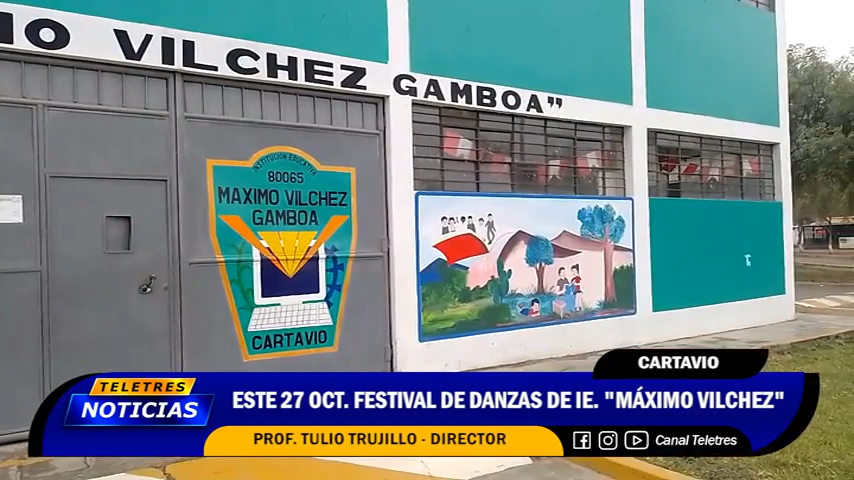 IO VILCHEZ GAMBOA"
INSTITUCIÓN EDUCATIVA
80065
MAXIMO VILCHEZ
GAMBOA
CARTAVIO
CARTAVIO
TELETRES
NOTICIAS
ESTE 27 OCT. FESTIVAL DE DANZAS DE IE. "MÁXIMO VILCHEZ"
PROF. TULIO TRUJILLO - DIRECTOR
Canal Teletres